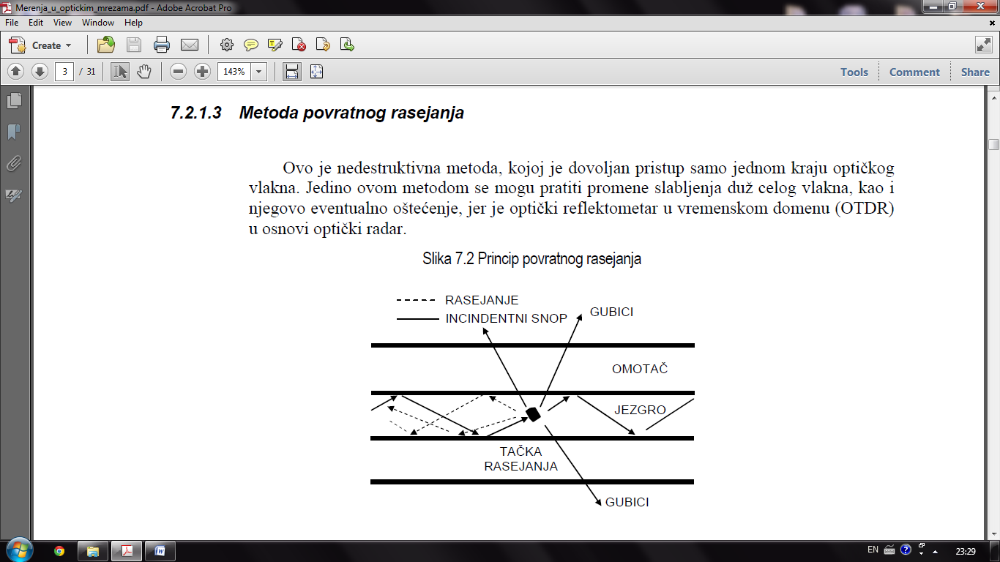 Merenja_u_optickim_mrezama.pdf - Adobe Acrobat Pro
File Edit View Window Help
Create
3 / 31 143% Tools Comment Share
7.2.1.3 Metoda povratnog rasejanja
Ovo je nedestruktivna metoda, kojoj je dovoljan pristup samo jednom kraju optičkog
vlakna. Jedino ovom metodom se mogu pratiti promene slabljenja duž celog vlakna, kao i
njegovo eventualno oštećenje, jer je optički reflektometar u vremenskom domenu (OTDR)
u osnovi optički radar.
Slika 7.2 Princip povratnog rasejanja
RASEJANJE
INCINDENTNI SNOP
GUBICI
OMOTAČ
JEZGRO
TAČKA
RASEJANJA
GUBICI
EN 23:29